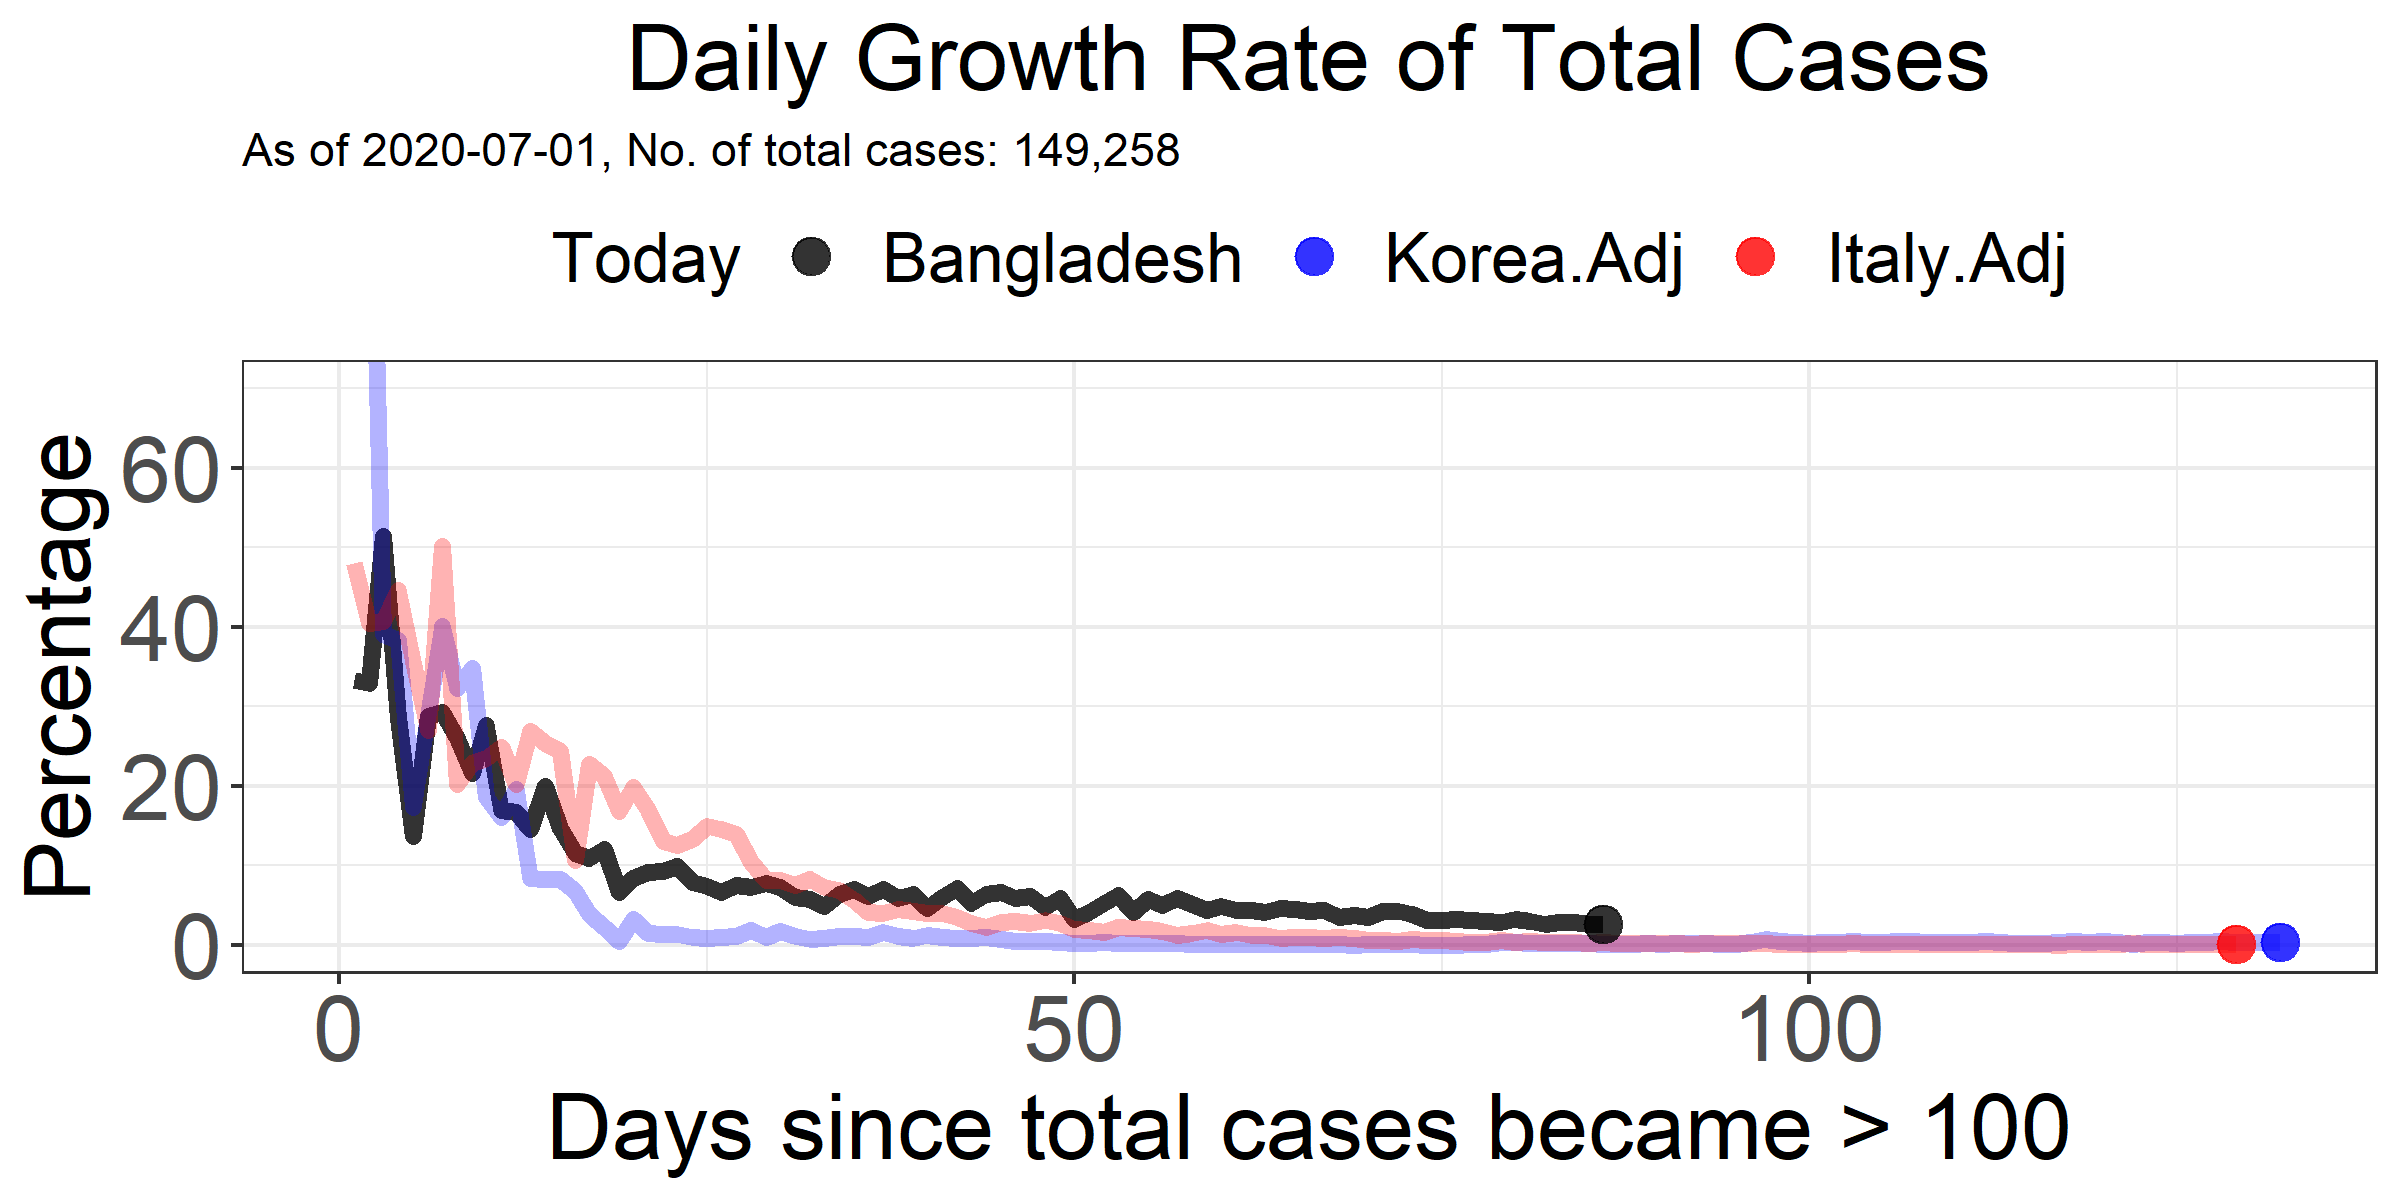 Daily Growth Rate of Total Cases
As of 2020-07-01, No. of total cases: 149,258
Today Bangladesh Korea.Adj Italy.Adj
Percentage
60
40
20
0
0 50 100
Days since total cases became > 100